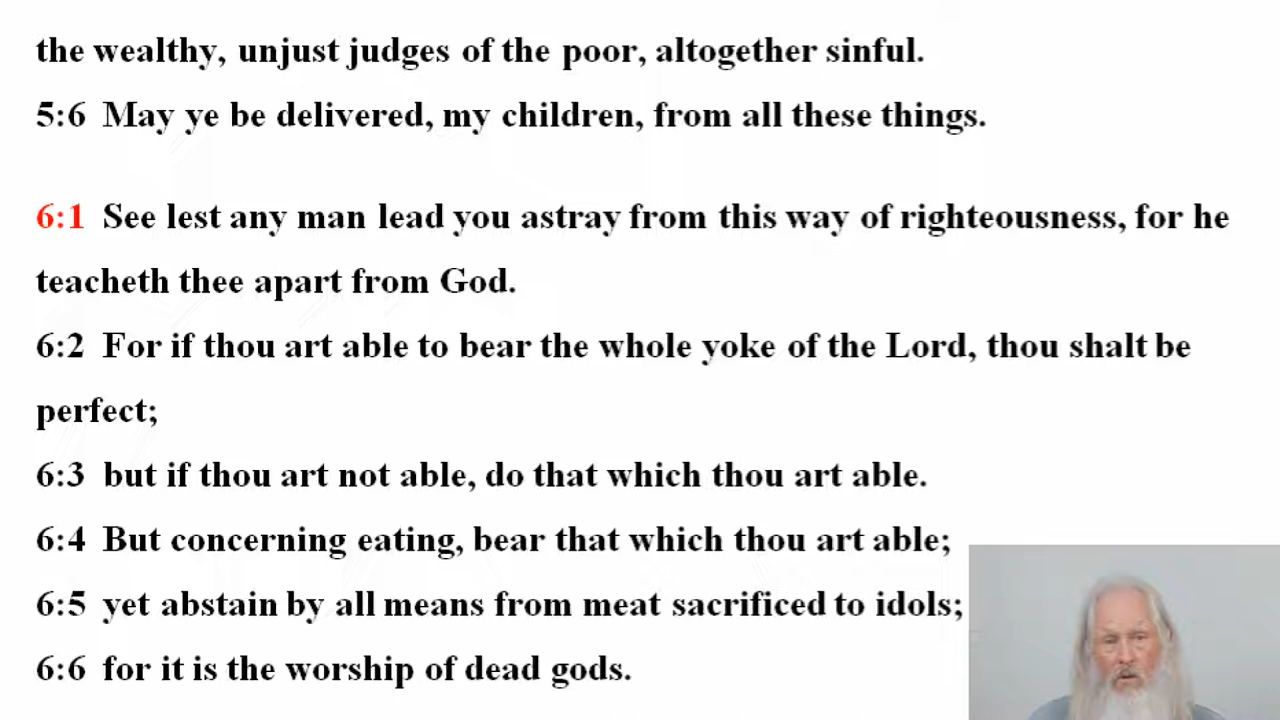 the wealthy, unjust judges of the poor, altogether sinful.
5:6 May ye be delivered, my children, from all these things.
6:1 See lest any man lead you astray from this way of righteousness, for he
teacheth thee apart from God.
6:2 For if thou art able to bear the whole yoke of the Lord, thou shalt be
perfect;
6:3 but if thou art not able, do that which thou art able.
6:4 But concerning eating, bear that which thou art able;
6:5 yet abstain by all means from meat sacrificed to idols;
6:6 for it is the worship of dead gods.